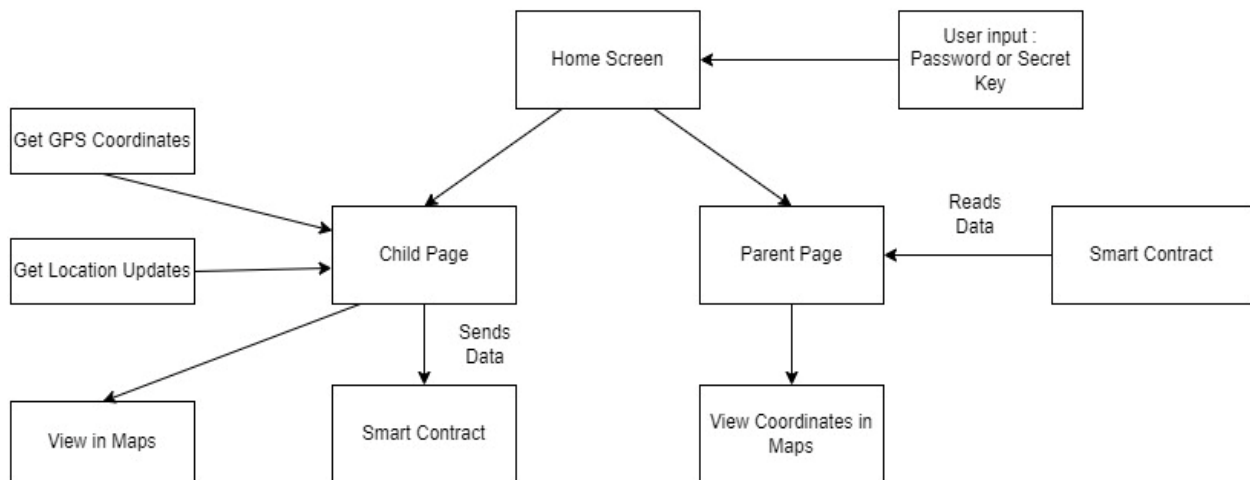 Home Screen
User input :
Password or Secret
Key
Get GPS Coordinates
Child Page
Parent Page
Reads
Data
Smart Contract
Get Location Updates
Sends
Data
View in Maps
Smart Contract
View Coordinates in
Maps